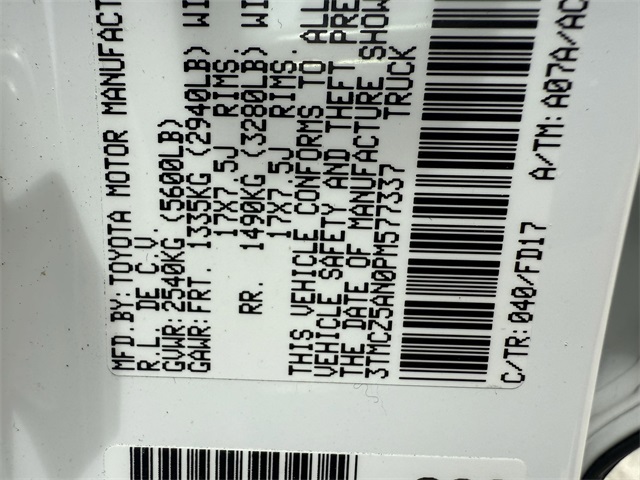 MFD.BY:TOYOTA MOTOR MANUFACT
R.L. DE C.V.
GVWR:2540KG (5600LB)
GAWR:FRT. 1335KG (2940LB) WI
17X7.5J RIMS,
RR. 1490KG (3280LB) WI
17X7.5J RIMS,
THIS VEHICLE CONFORMS TO ALL
VEHICLE SAFETY AND THEFT PRE
THE DATE OF MANUFACTURE SHOW
3TMCZ5AN0PM577337 TRUCK
C/TR:040/FD17 A/TM:A07A/AC